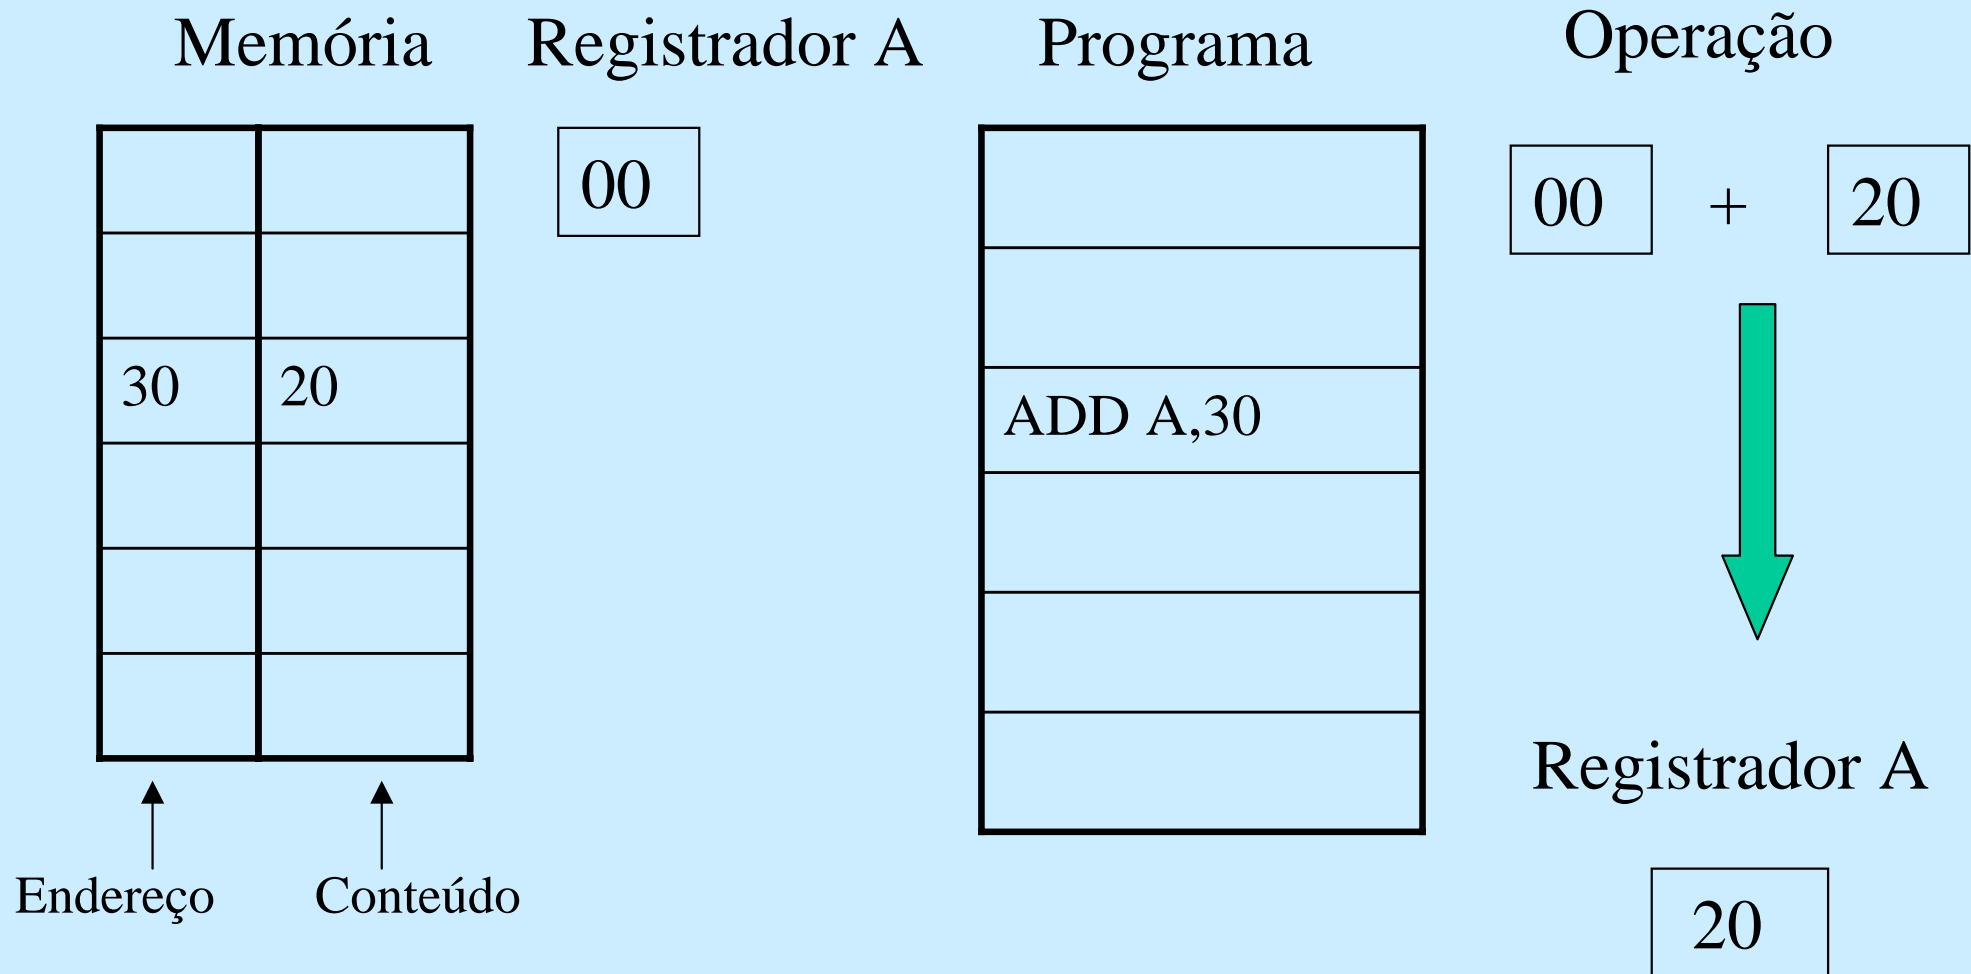 Memória
Registrador A
Programa
Operação
00
00 + 20
30 20
ADD A,30
Registrador A
Endereço
Conteúdo
20